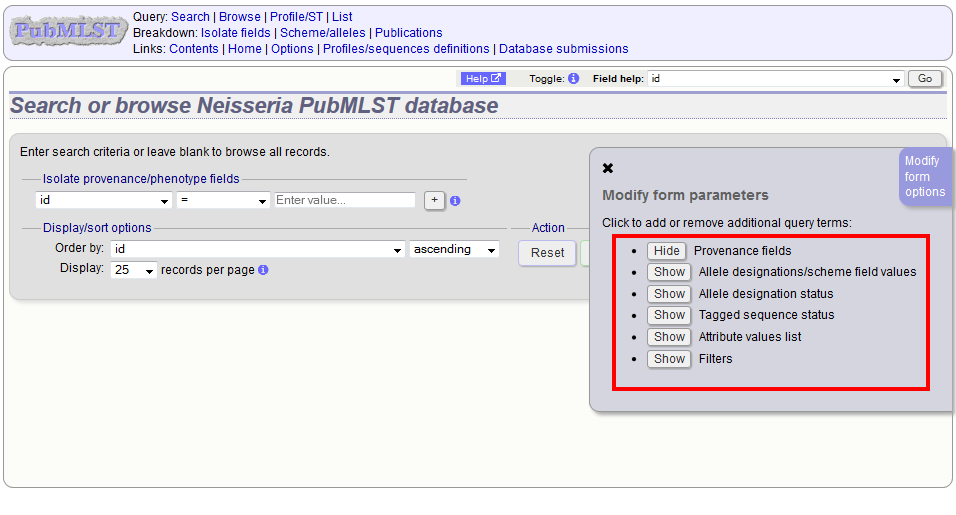 PubMLST
Query: Search | Browse | Profile/ST | List
Breakdown: Isolate fields | Scheme/alleles | Publications
Links: Contents | Home | Options | Profiles/sequences definitions | Database submissions
Help Toggle: i Field help: id Go
Search or browse Neisseria PubMLST database
Enter search criteria or leave blank to browse all records.
Isolate provenance/phenotype fields
id = Enter value... + i
Display/sort options
Order by: id ascending
Display: 25 records per page i
Action
Reset
Modify
form
options
Modify form parameters
Click to add or remove additional query terms:
• Hide Provenance fields
• Show Allele designations/scheme field values
• Show Allele designation status
• Show Tagged sequence status
• Show Attribute values list
• Show Filters